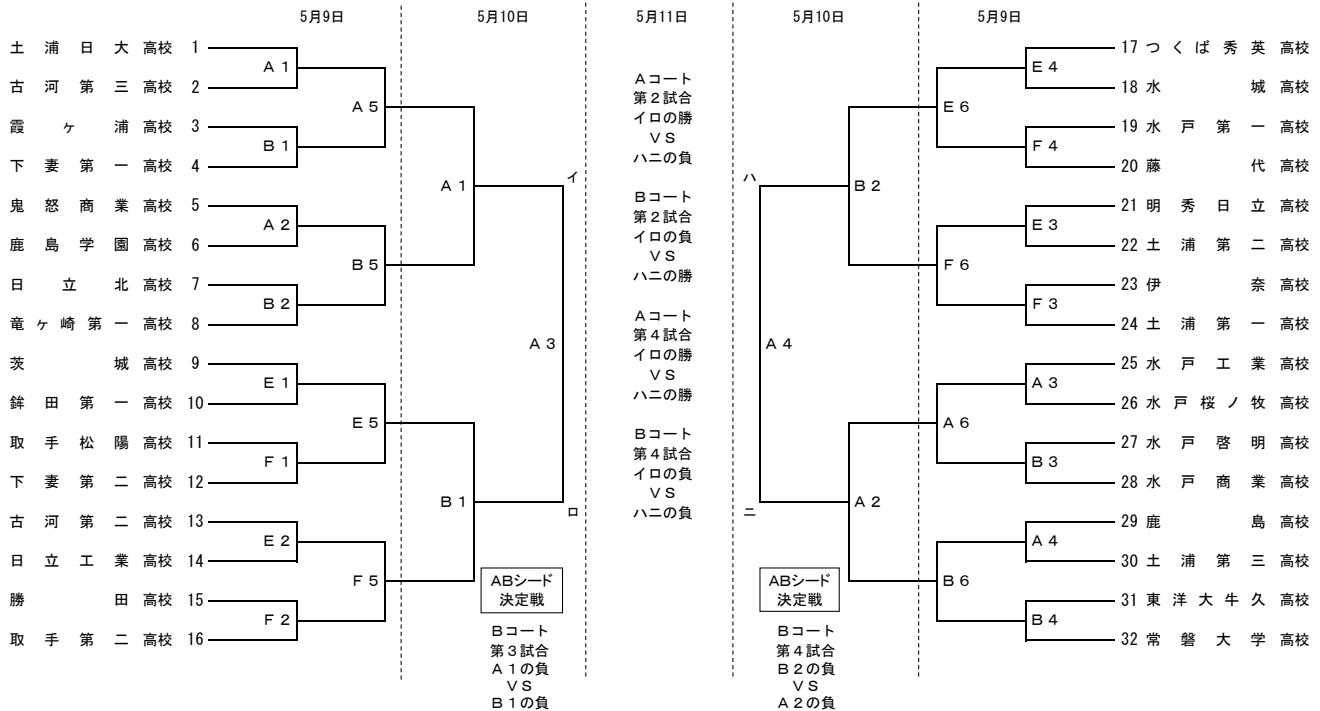 5月9日 5月10日 5月11日 5月10日 5月9日
土浦日大高校 1
古河第三高校 2
霞ヶ浦高校 3
下妻第一高校 4
鬼怒商業高校 5
鹿島学園高校 6
日立北高校 7
竜ヶ崎第一高校 8
茨城高校 9
鉾田第一高校 10
取手松陽高校 11
下妻第二高校 12
古河第二高校 13
日立工業高校 14
勝田高校 15
取手第二高校 16
A1
B1
A2
B2
E1
F1
E2
F2
A5
B5
E5
F5
A1
B1
イ
A3
ロ
ABシード
決定戦
Bコート
第3試合
A1の負
VS
B1の負
Aコート
第2試合
イロの勝
VS
ハニの負
Bコート
第2試合
イロの負
VS
ハニの勝
Aコート
第4試合
イロの勝
VS
ハニの勝
Bコート
第4試合
イロの負
VS
ハニの負
ハ
A4
ニ
B2
A2
ABシード
決定戦
Bコート
第4試合
B2の負
VS
A2の負
E6
F6
A6
B6
E4
F4
E3
F3
A3
B3
A4
B4
17 つくば秀英高校
18 水城高校
19 水戸第一高校
20 藤代高校
21 明秀日立高校
22 土浦第二高校
23 伊奈高校
24 土浦第一高校
25 水戸工業高校
26 水戸桜ノ牧高校
27 水戸啓明高校
28 水戸商業高校
29 鹿島高校
30 土浦第三高校
31 東洋大牛久高校
32 常磐大学高校